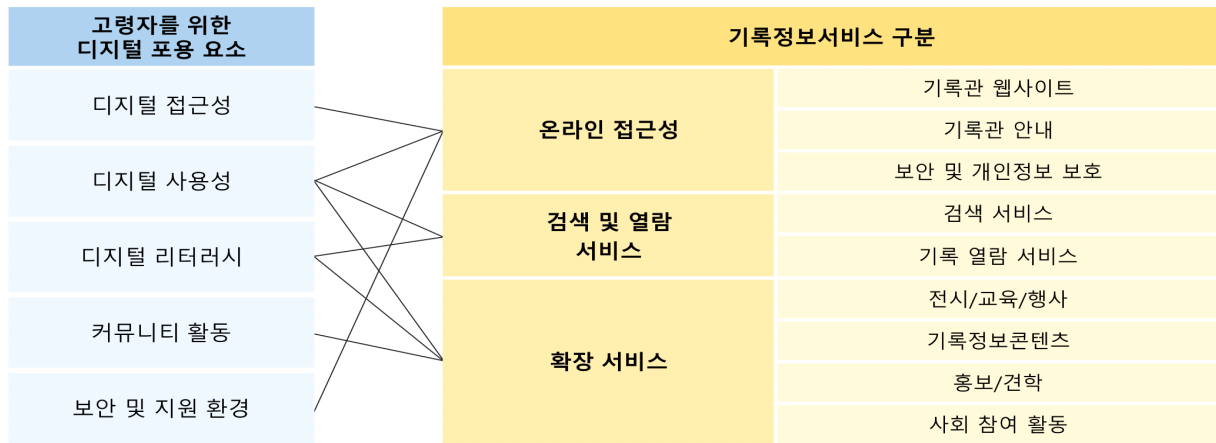 고령자를 위한
디지털 포용 요소
기록정보서비스 구분
디지털 접근성
디지털 사용성
디지털 리터러시
커뮤니티 활동
보안 및 지원 환경
온라인 접근성
기록관 웹사이트
기록관 안내
보안 및 개인정보 보호
검색 및 열람
서비스
검색 서비스
기록 열람 서비스
확장 서비스
전시/교육/행사
기록정보콘텐츠
홍보/견학
사회 참여 활동